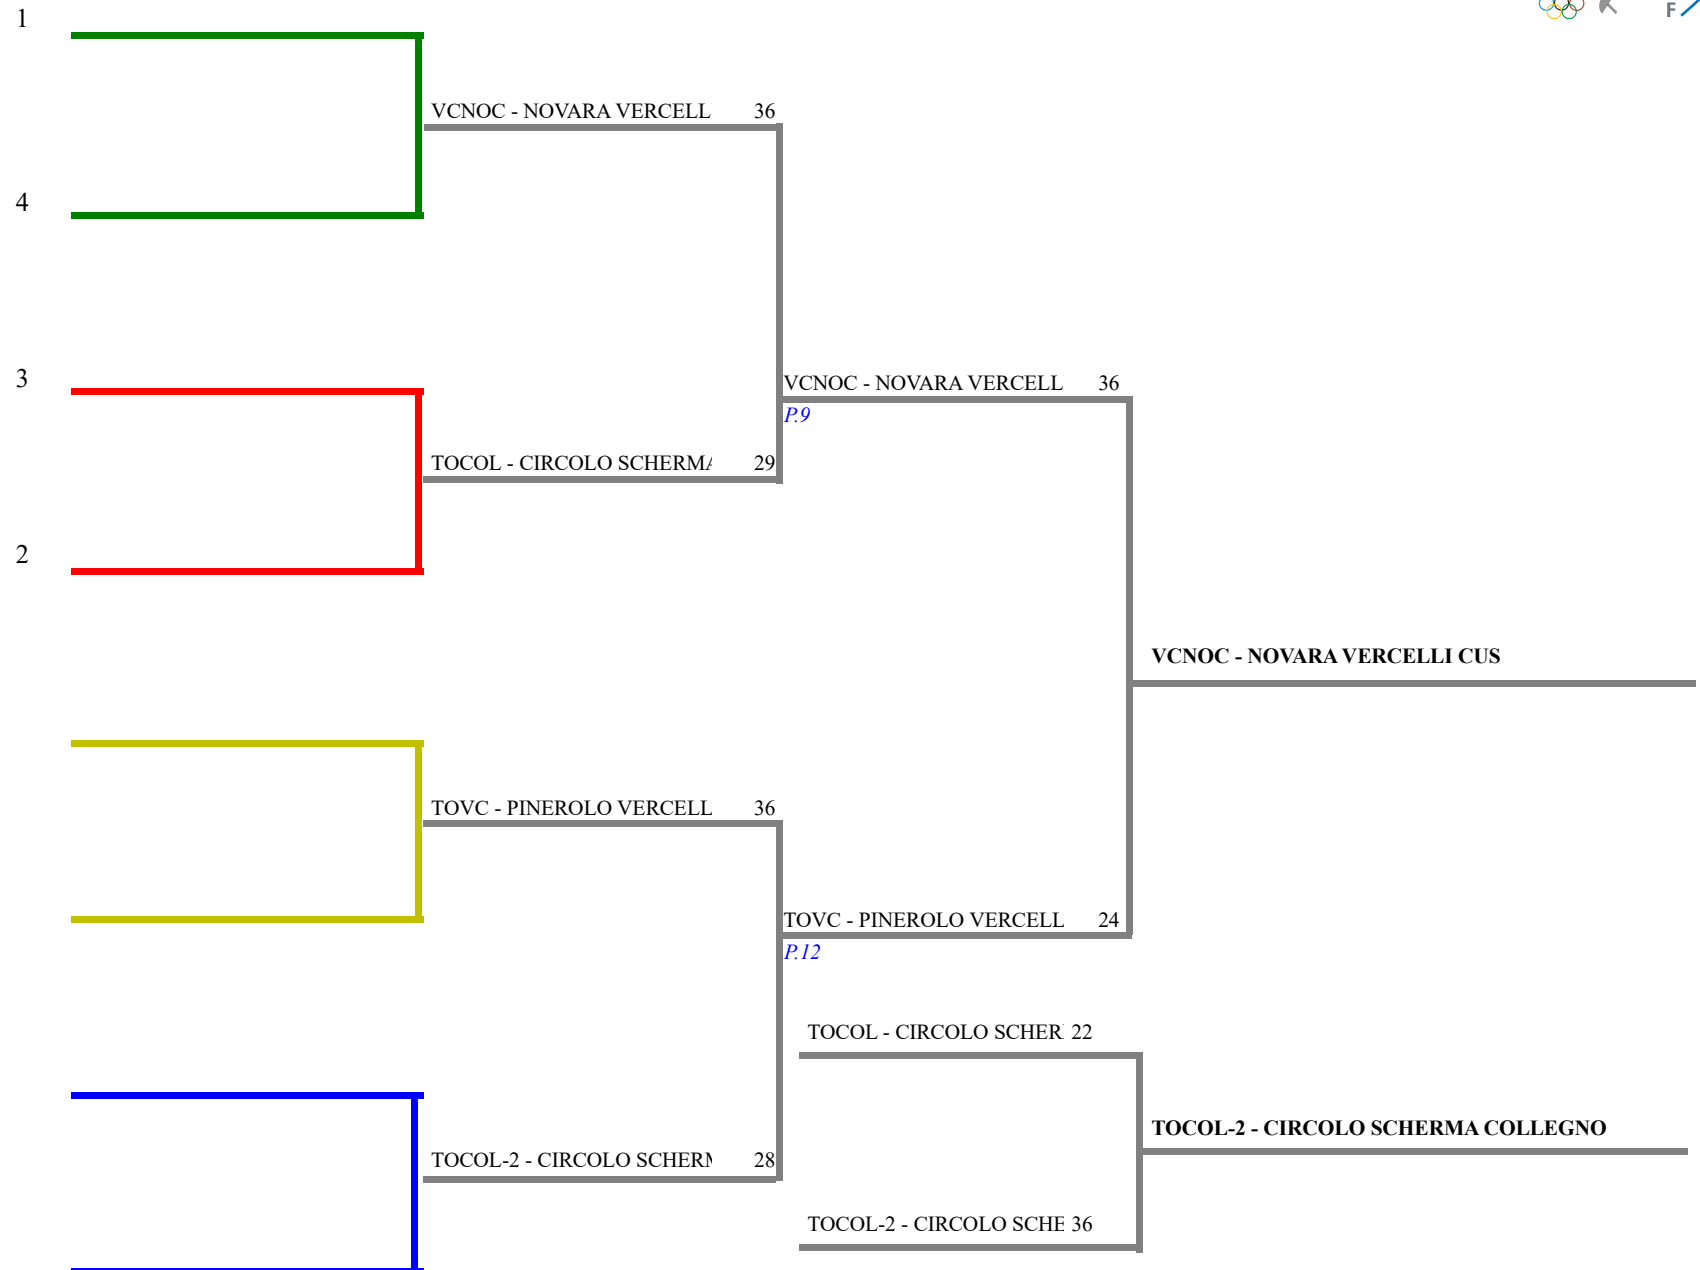 1
F
VCNOC - NOVARA VERCELL 36
4
3
VCNOC - NOVARA VERCELL 36
P.9
TOCOL - CIRCOLO SCHERMA 29
2
VCNOC - NOVARA VERCELLI CUS
TOVC - PINEROLO VERCELL 36
TOVC - PINEROLO VERCELL 24
P.12
TOCOL - CIRCOLO SCHER 22
TOCOL-2 - CIRCOLO SCHERMA COLLEGNO
TOCOL-2 - CIRCOLO SCHERM 28
TOCOL-2 - CIRCOLO SCHE 36